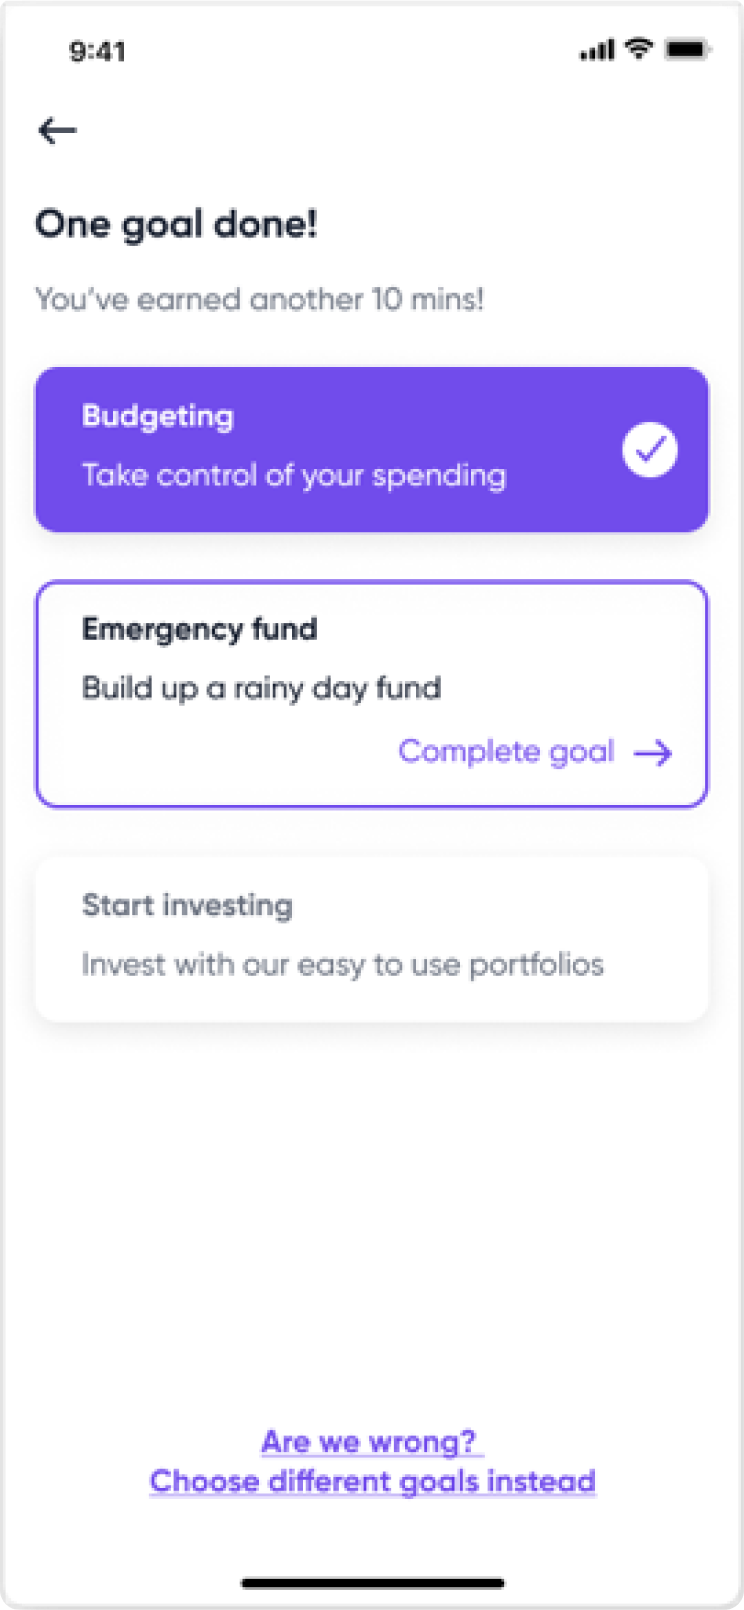 9:41
One goal done!
You’ve earned another 10 mins!
Budgeting
Take control of your spending
Emergency fund
Build up a rainy day fund
Complete goal
Start investing
Invest with our easy to use portfolios
Are we wrong?
Choose different goals instead